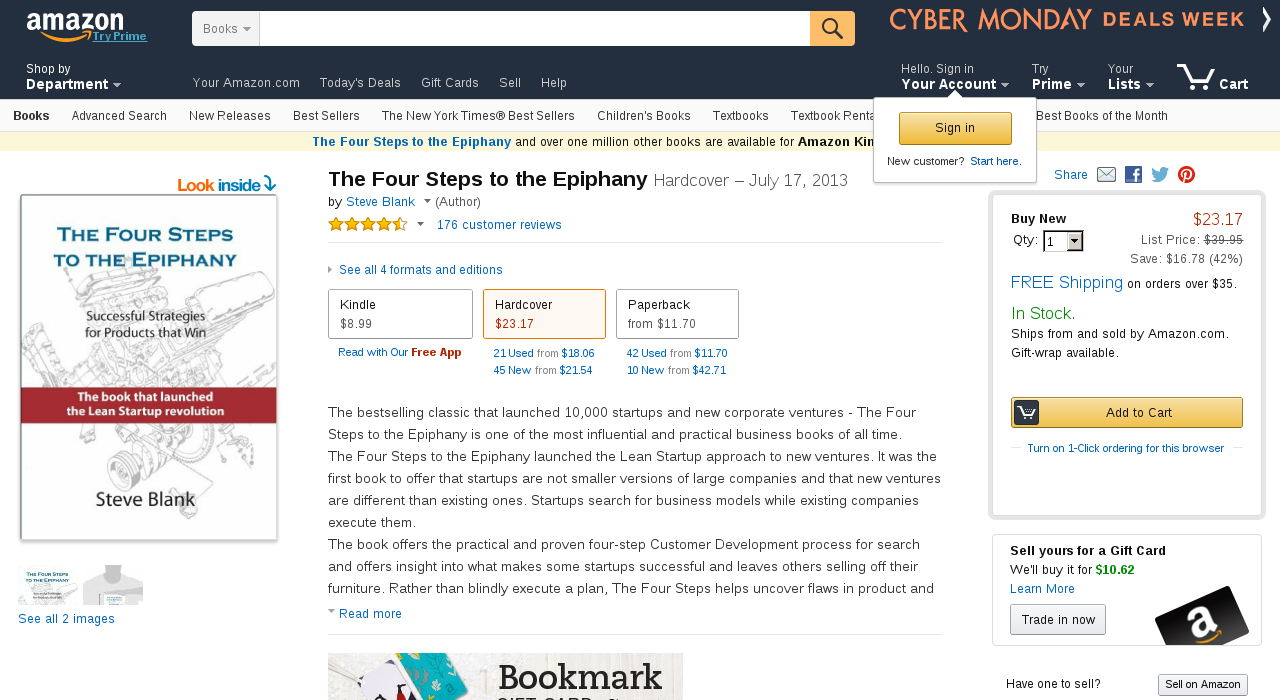 amazon
Try Prime
Books
CYBER MONDAY DEALS WEEK
Shop by
Department
Your Amazon.com
Today's Deals
Gift Cards
Sell
Help
Hello. Sign in
Your Account
Try
Prime
Your
Lists
Cart
Books
Advanced Search
New Releases
Best Sellers
The New York Times® Best Sellers
Children's Books
Textbooks
Textbook
Best Books of the Month
Sign in
New customer? Start here.
The Four Steps to the Epiphany and over one million other books are available for Amazon
Look inside
THE FOUR STEPS
TO THE EPIPHANY
Successful Strategies
for Products that Win
The book that launched
the Lean Startup revolution
Steve Blank
See all 2 images
The Four Steps to the Epiphany Hardcover – July 17, 2013
by Steve Blank (Author)
176 customer reviews
See all 4 formats and editions
Kindle
$8.99
Read with Our Free App
Hardcover
$23.17
21 Used from $18.06
45 New from $21.54
Paperback
from $11.70
42 Used from $11.70
10 New from $42.71
The bestselling classic that launched 10,000 startups and new corporate ventures - The Four
Steps to the Epiphany is one of the most influential and practical business books of all time.
The Four Steps to the Epiphany launched the Lean Startup approach to new ventures. It was the
first book to offer that startups are not smaller versions of large companies and that new ventures
are different than existing ones. Startups search for business models while existing companies
execute them.
The book offers the practical and proven four-step Customer Development process for search
and offers insight into what makes some startups successful and leaves others selling off their
furniture. Rather than blindly execute a plan, The Four Steps helps uncover flaws in product and
Read more
Bookmark
Share
Buy New
$23.17
Qty: 1
List Price: $39.95
Save: $16.78 (42%)
FREE Shipping on orders over $35.
In Stock.
Ships from and sold by Amazon.com.
Gift-wrap available.
Add to Cart
Turn on 1-Click ordering for this browser
Sell yours for a Gift Card
We'll buy it for $10.62
Learn More
Trade in now
a
Have one to sell?
Sell on Amazon